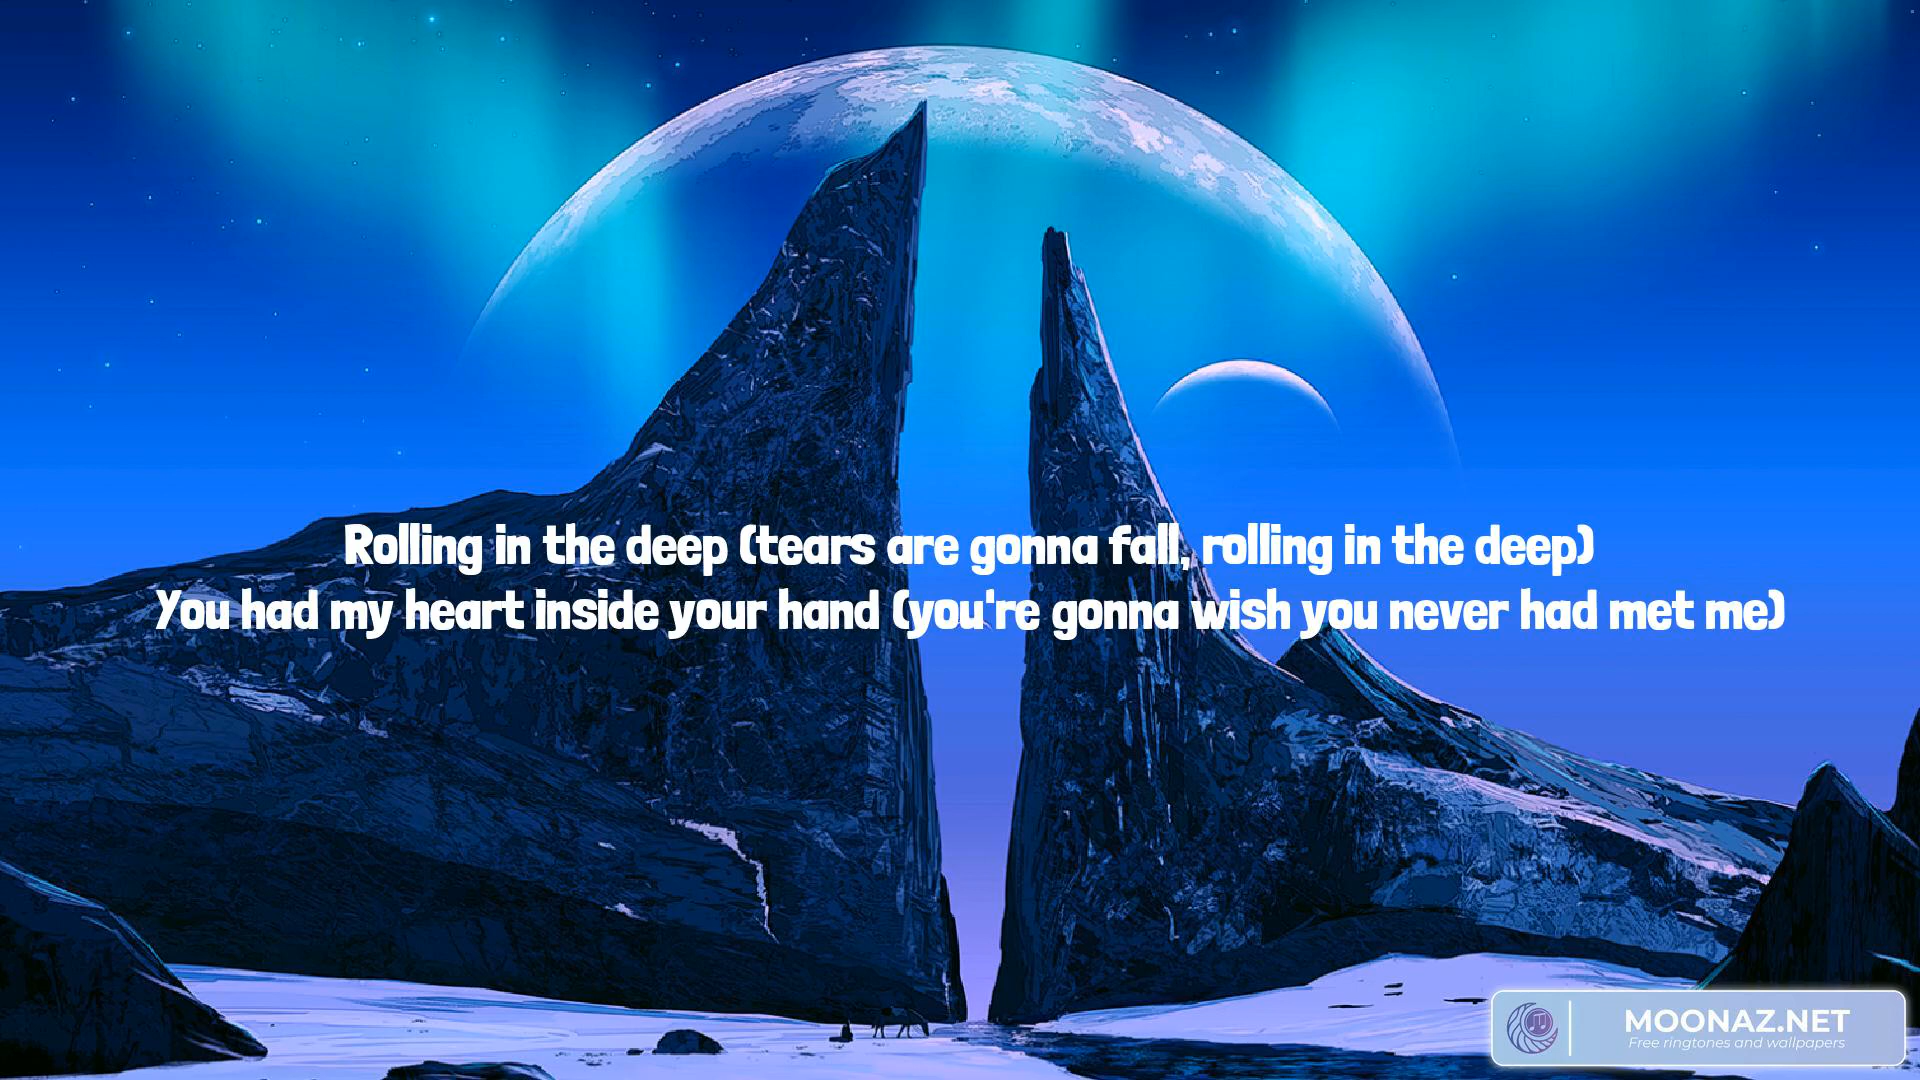 Rolling in the deep (tears are gonna fall, rolling in the deep)
You had my heart inside your hand (you're gonna wish you never had met me)
MOONAZ.NET
Free ringtones and wallpapers